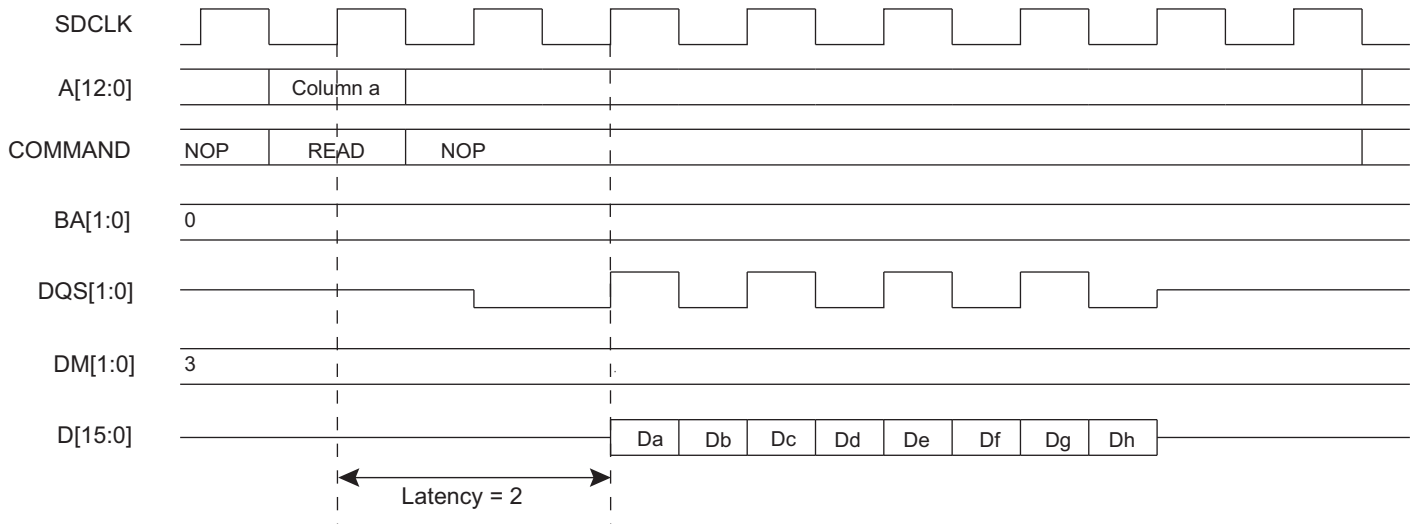 SDCLK
A[12:0] Column a
COMMAND NOP READ NOP
BA[1:0] 0
DQS[1:0]
DM[1:0] 3
D[15:0] Da Db Dc Dd De Df Dg Dh
Latency = 2